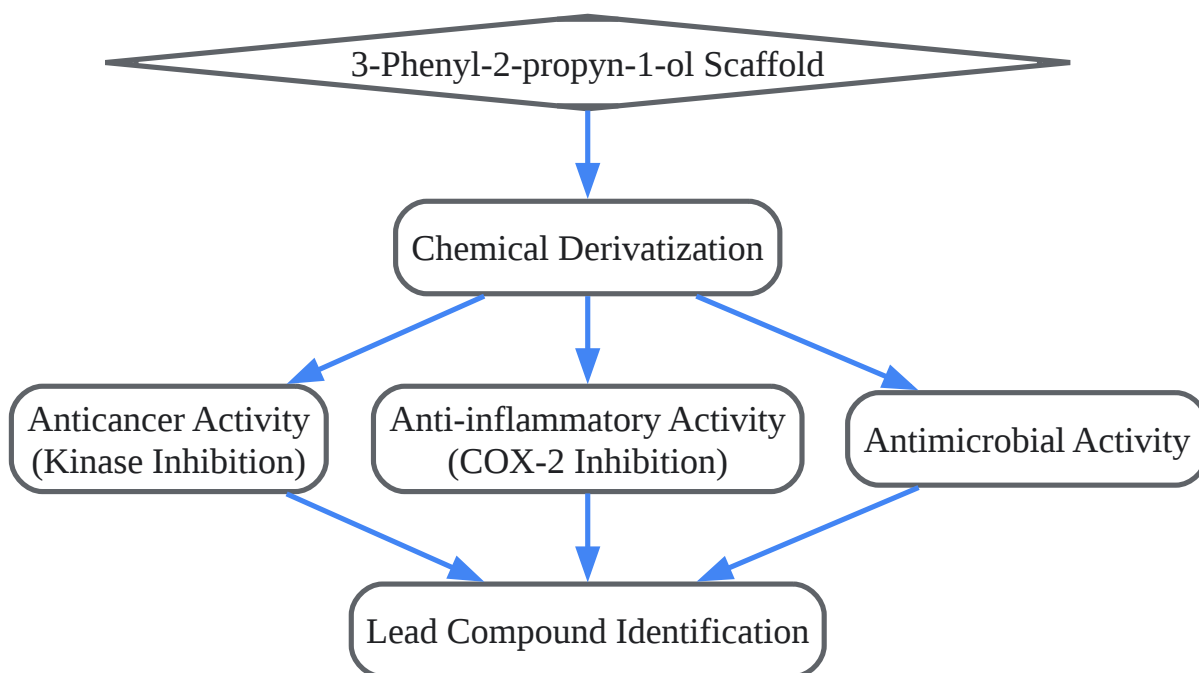 3-Phenyl-2-propyn-1-ol Scaffold
Chemical Derivatization
Anticancer Activity
(Kinase Inhibition)
Anti-inflammatory Activity
(COX-2 Inhibition)
Antimicrobial Activity
Lead Compound Identification